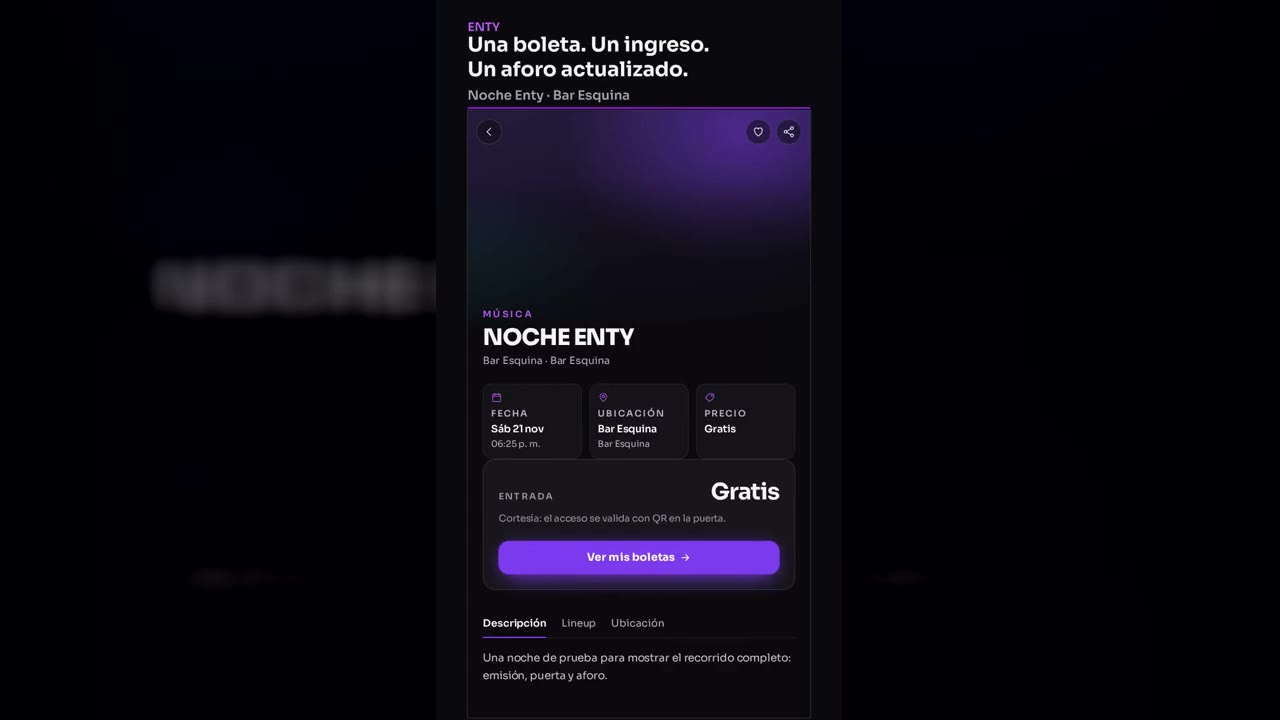 ENTY
Una boleta. Un ingreso.
Un aforo actualizado.
Noche Enty · Bar Esquina
MÚSICA
NOCHE ENTY
Bar Esquina · Bar Esquina
FECHA
Sáb 21 nov
06:25 p. m.
UBICACIÓN
Bar Esquina
Bar Esquina
PRECIO
Gratis
ENTRADA
Gratis
Cortesía: el acceso se valida con QR en la puerta.
Ver mis boletas →
Descripción Lineup Ubicación
Una noche de prueba para mostrar el recorrido completo:
emisión, puerta y aforo.